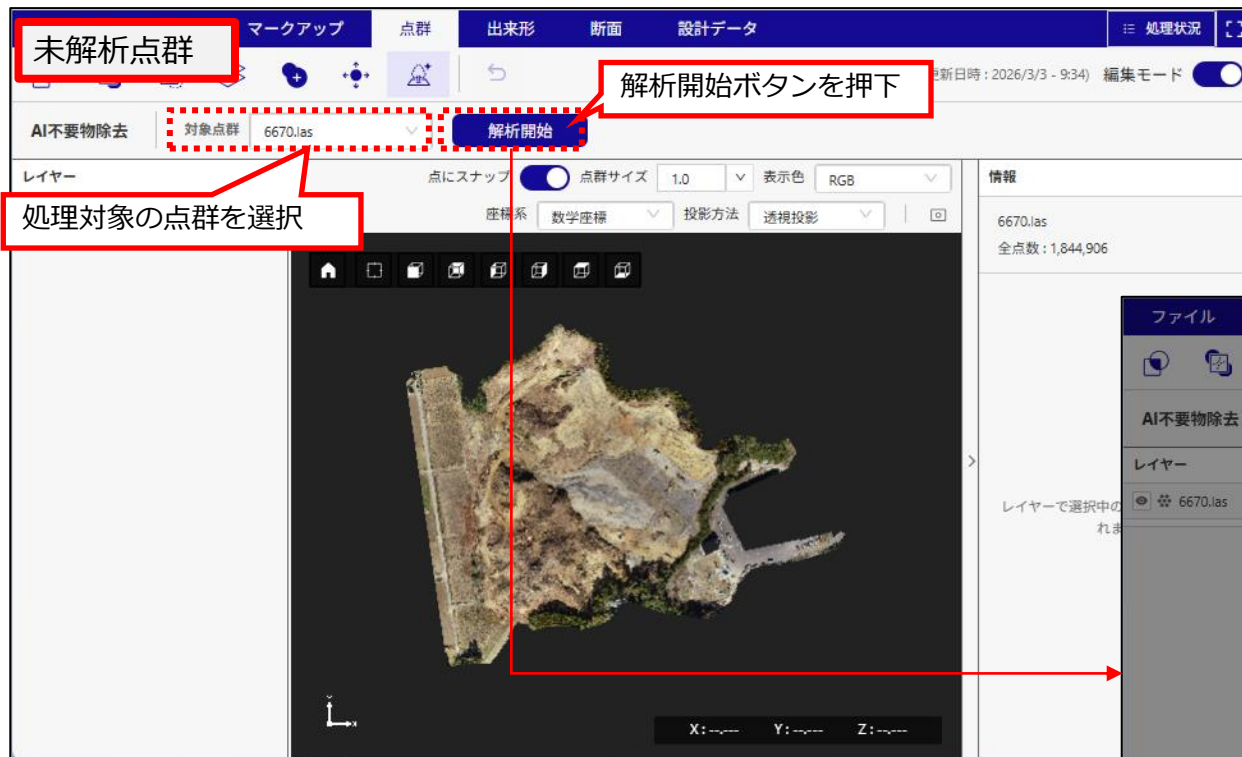 未解析点群
マークアップ 点群 出来形 断面 設計データ 処理状況
解析開始ボタンを押下
更新日時 : 2026/3/3 - 9:34) 編集モード
AI不要物除去 対象点群 6670.las 解析開始
レイヤー 点にスナップ 点群サイズ 1.0 表示色 RGB 情報
処理対象の点群を選択
座標系 数学座標 投影方法 透視投影
6670.las
全点数 : 1,844,906
ファイル
AI不要物除去
レイヤー
6670.las
レイヤーで選択中の
れま
X:--.--- Y:--.--- Z:--.---